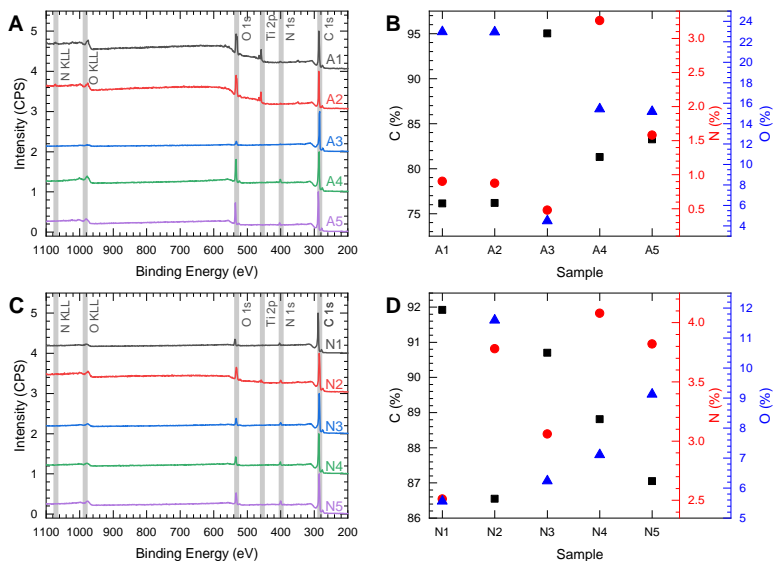 A
5
4
3
2
1
0
Intensity (CPS)
N KLL
O KLL
O 1s
Ti 2p
N 1s
C 1s
A1
A2
A3
A4
A5
1100 1000 900 800 700 600 500 400 300 200
Binding Energy (eV)
B
95
90
85
80
75
C (%)
3.0
2.5
2.0
1.5
1.0
0.5
N (%)
24
22
20
18
16
14
12
10
8
6
4
O (%)
A1 A2 A3 A4 A5
Sample
C
5
4
3
2
1
0
Intensity (CPS)
N KLL
O KLL
O 1s
Ti 2p
N 1s
C 1s
N1
N2
N3
N4
N5
1100 1000 900 800 700 600 500 400 300 200
Binding Energy (eV)
D
92
91
90
89
88
87
86
C (%)
4.0
3.5
3.0
2.5
N (%)
12
11
10
9
8
7
6
5
O (%)
N1 N2 N3 N4 N5
Sample